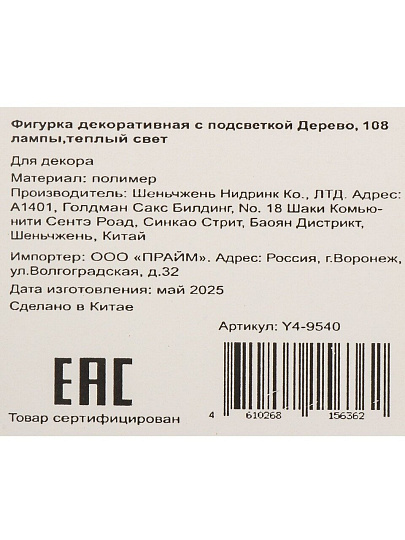 Фигурка декоративная с подсветкой Дерево, 108
лампы,теплый свет
Для декора
Материал: полимер
Производитель: Шеньчжень Нидринк Ко., ЛТД. Адрес:
А1401, Голдман Сакс Билдинг, No. 18 Шаки Комью-
нити Сентэ Роад, Синкао Стрит, Баоян Дистрикт,
Шеньчжень, Китай
Импортер: ООО «ПРАЙМ». Адрес: Россия, г.Воронеж,
ул.Волгоградская, д.32
Дата изготовления: май 2025
Сделано в Китае
Артикул: Y4-9540
EAC
Товар сертифицирован
4 610268 156362